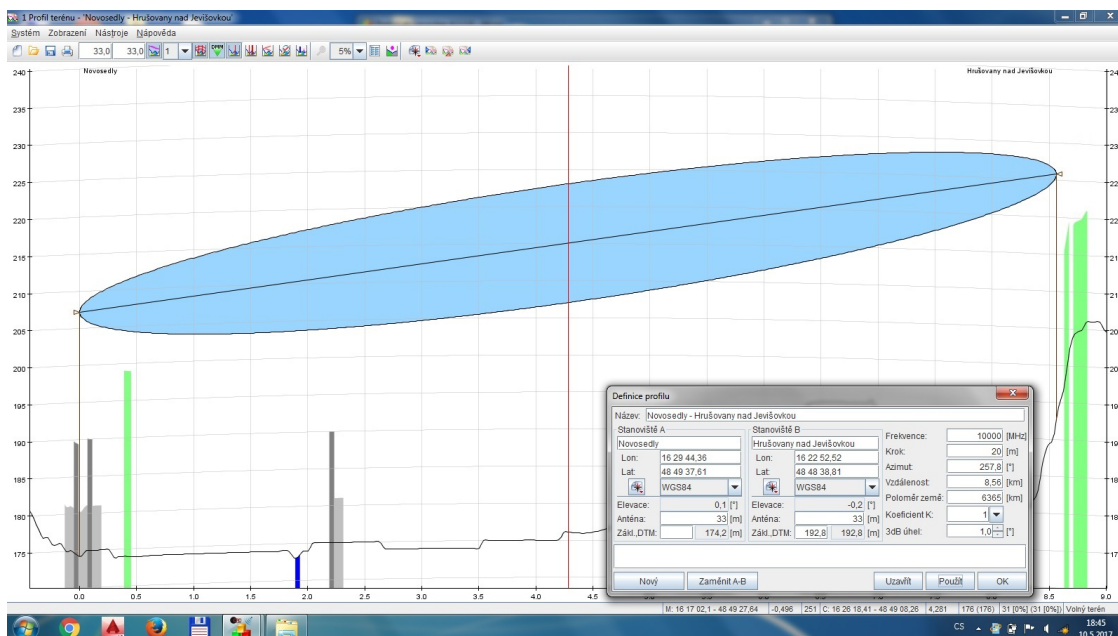 1 Profil terénu - 'Novosedly - Hrušovany nad Jevišovkou'
Systém Zobrazení Nástroje Nápověda
33,0 33,0 1 DMM 5%
Novosedly Hrušovany nad Jevišovkou
240
235
230
225
220
215
210
205
200
195
190
185
180
175
0.0 0.5 1.0 1.5 2.0 2.5 3.0 3.5 4.0 4.5 8.5 9.0
Definice profilu
Název: Novosedly - Hrušovany nad Jevišovkou
Stanoviště A Stanoviště B
Novosedly Hrušovany nad Jevišovkou
Frekvence: 10000 [MHz]
Lon: 16 29 44,36 Lon: 16 22 52,52
Krok: 20 [m]
Lat: 48 49 37,61 Lat: 48 48 38,81
Azimut: 257,8 [°]
WGS84 WGS84
Vzdálenost: 8,56 [km]
Elevace: 0,1 [°] Elevace: -0,2 [°]
Poloměr země: 6365 [km]
Anténa: 33 [m] Anténa: 33 [m]
Koeficient K: 1
Zákl.,DTM: 174,2 [m] Zákl.,DTM: 192,8 192,8 [m]
3dB úhel: 1,0 [°]
Nový Zaměnit A-B Uzavřít Použít OK
M: 16 17 02,1 - 48 49 27,64 -0,496 251 C: 16 26 18,41 - 48 49 08,26 4,281 176 (176) 31 [0%] (31 [0%]) Volný terén
CS 18:45
10.5.2017